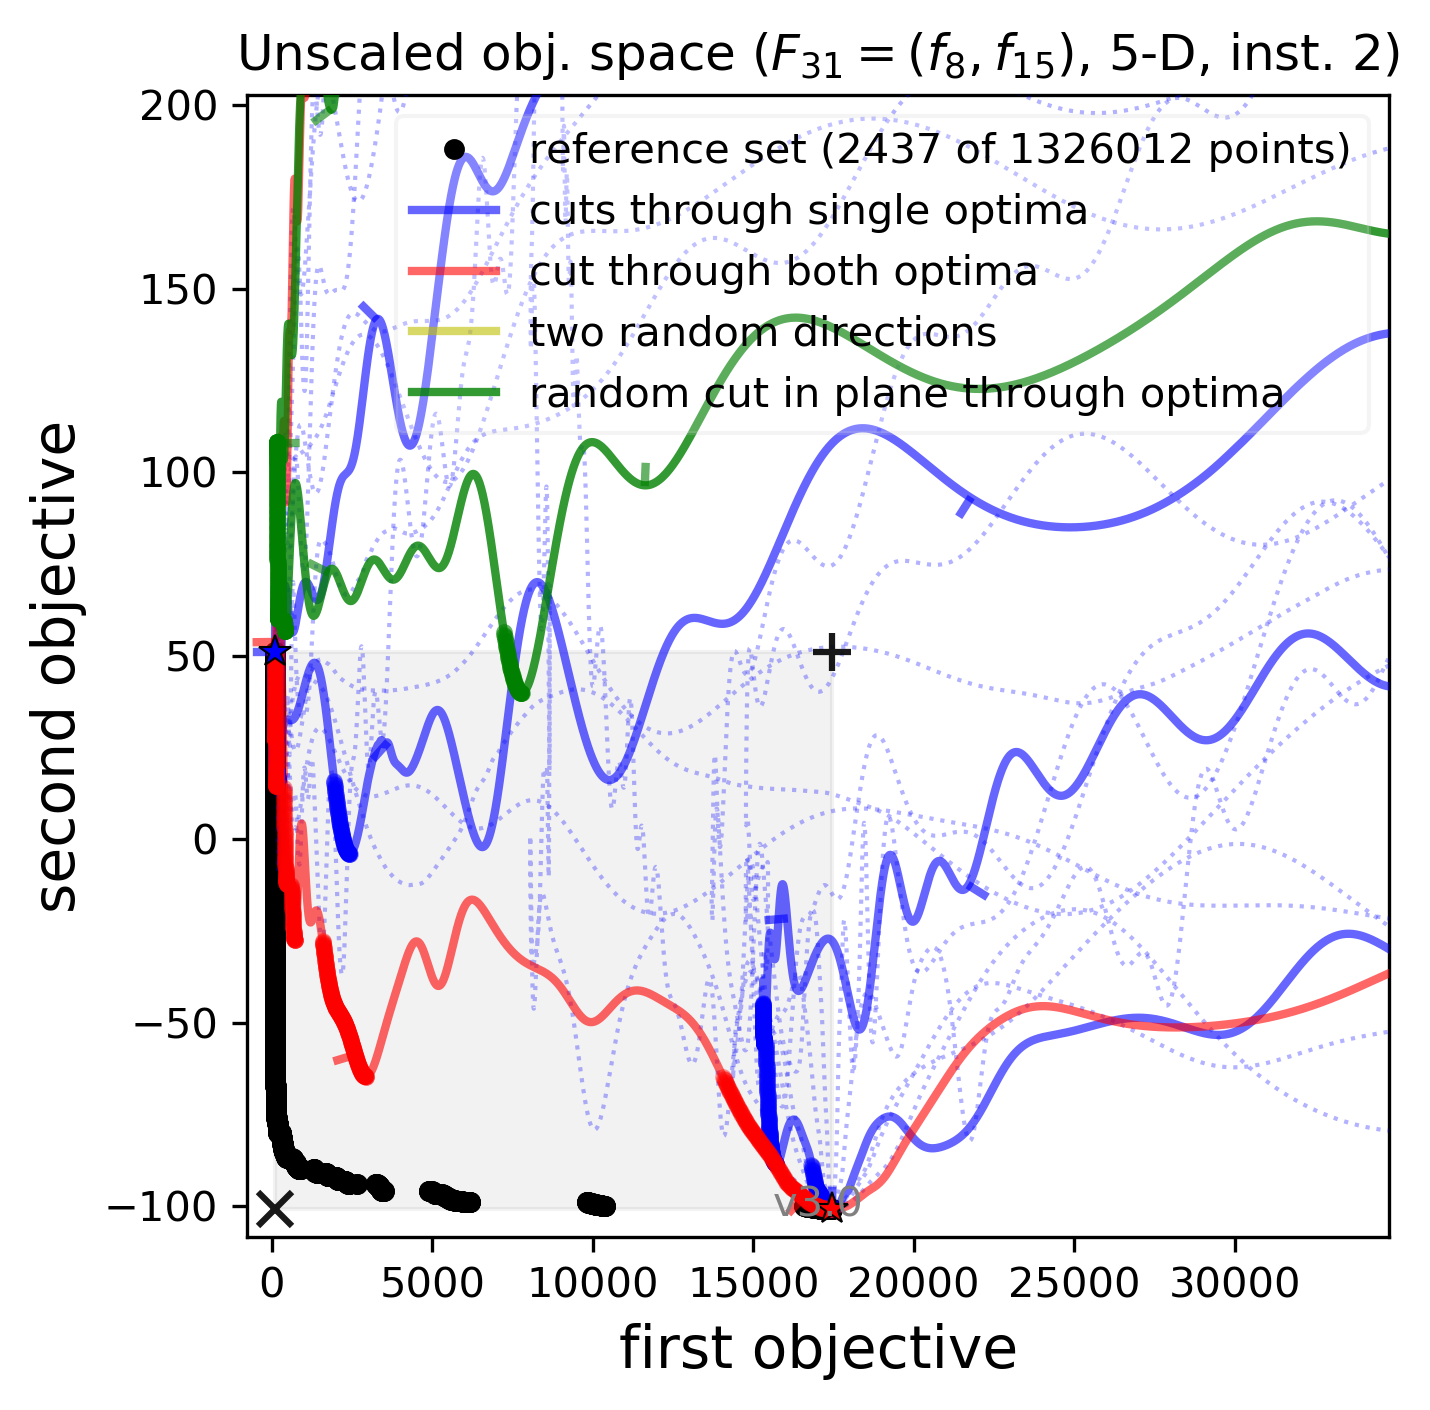 Unscaled obj. space (F₃₁ = (f₈, f₁₅), 5-D, inst. 2)
reference set (2437 of 1326012 points)
cuts through single optima
cut through both optima
two random directions
random cut in plane through optima
200
150
100
50
0
−50
−100
second objective
v3.0
0 5000 10000 15000 20000 25000 30000
first objective